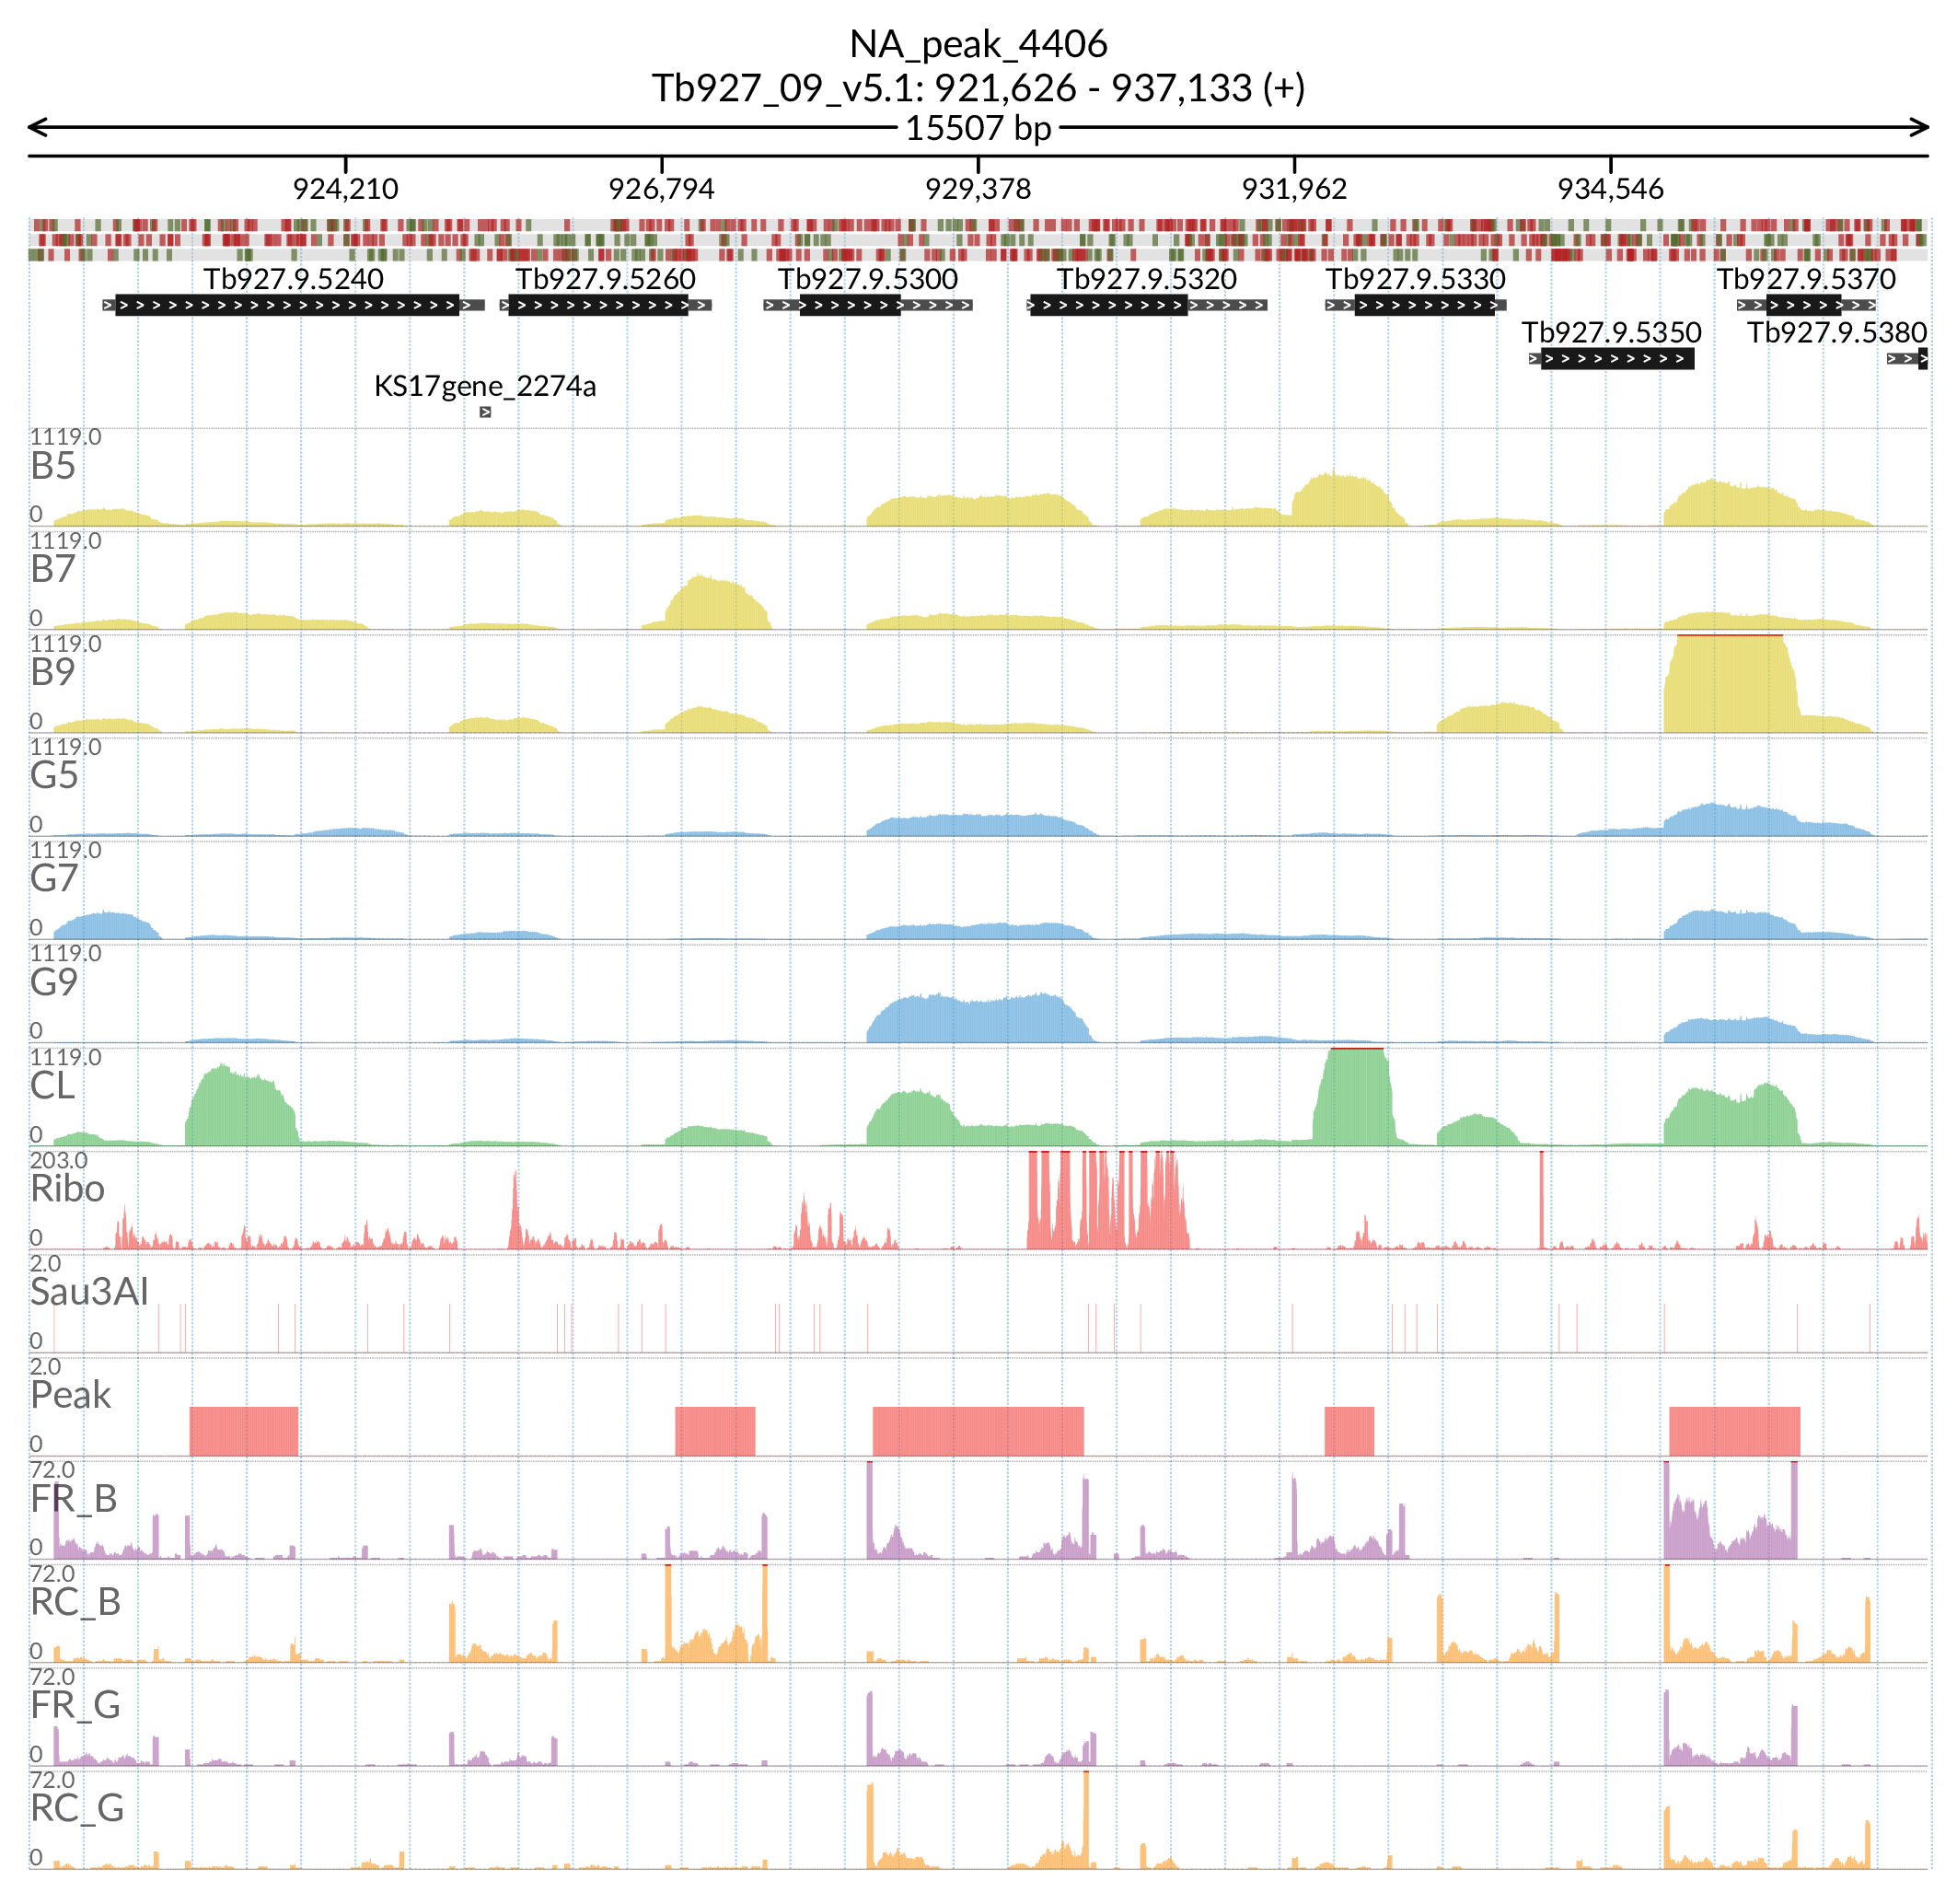 NA_peak_4406
Tb927_09_v5.1: 921,626 - 937,133 (+)
15507 bp
924,210 926,794 929,378 931,962 934,546
Tb927.9.5240 Tb927.9.5260 Tb927.9.5300 Tb927.9.5320 Tb927.9.5330 Tb927.9.5370
Tb927.9.5350 Tb927.9.5380
KS17gene_2274a
1119.0
B5
0
1119.0
B7
0
1119.0
B9
0
1119.0
G5
0
1119.0
G7
0
1119.0
G9
0
1119.0
CL
0
203.0
Ribo
0
2.0
Sau3AI
0
2.0
Peak
0
72.0
FR_B
0
72.0
RC_B
0
72.0
FR_G
0
72.0
RC_G
0